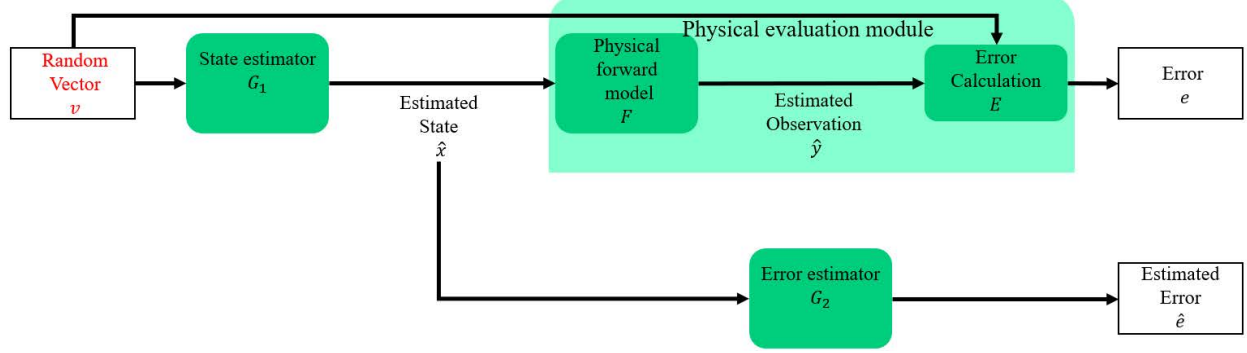 Physical evaluation module
Random
Vector
v
State estimator
G₁
Estimated
State
x̂
Physical
forward
model
F
Estimated
Observation
ŷ
Error
Calculation
E
Error
e
Error estimator
G₂
Estimated
Error
ê